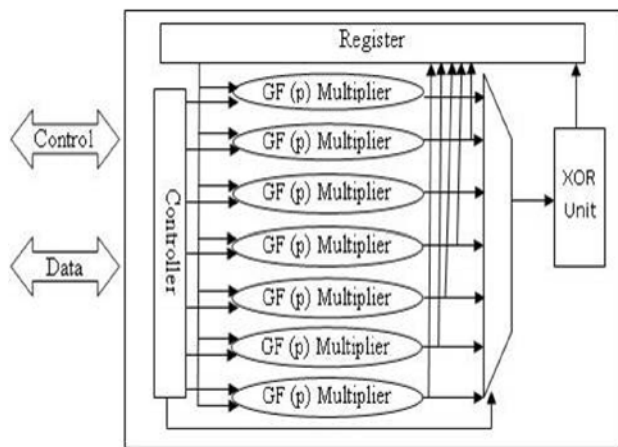 Register
GF (p) Multiplier
GF (p) Multiplier
GF (p) Multiplier
GF (p) Multiplier
GF (p) Multiplier
GF (p) Multiplier
GF (p) Multiplier
Control
Data
Controller
XOR
Unit